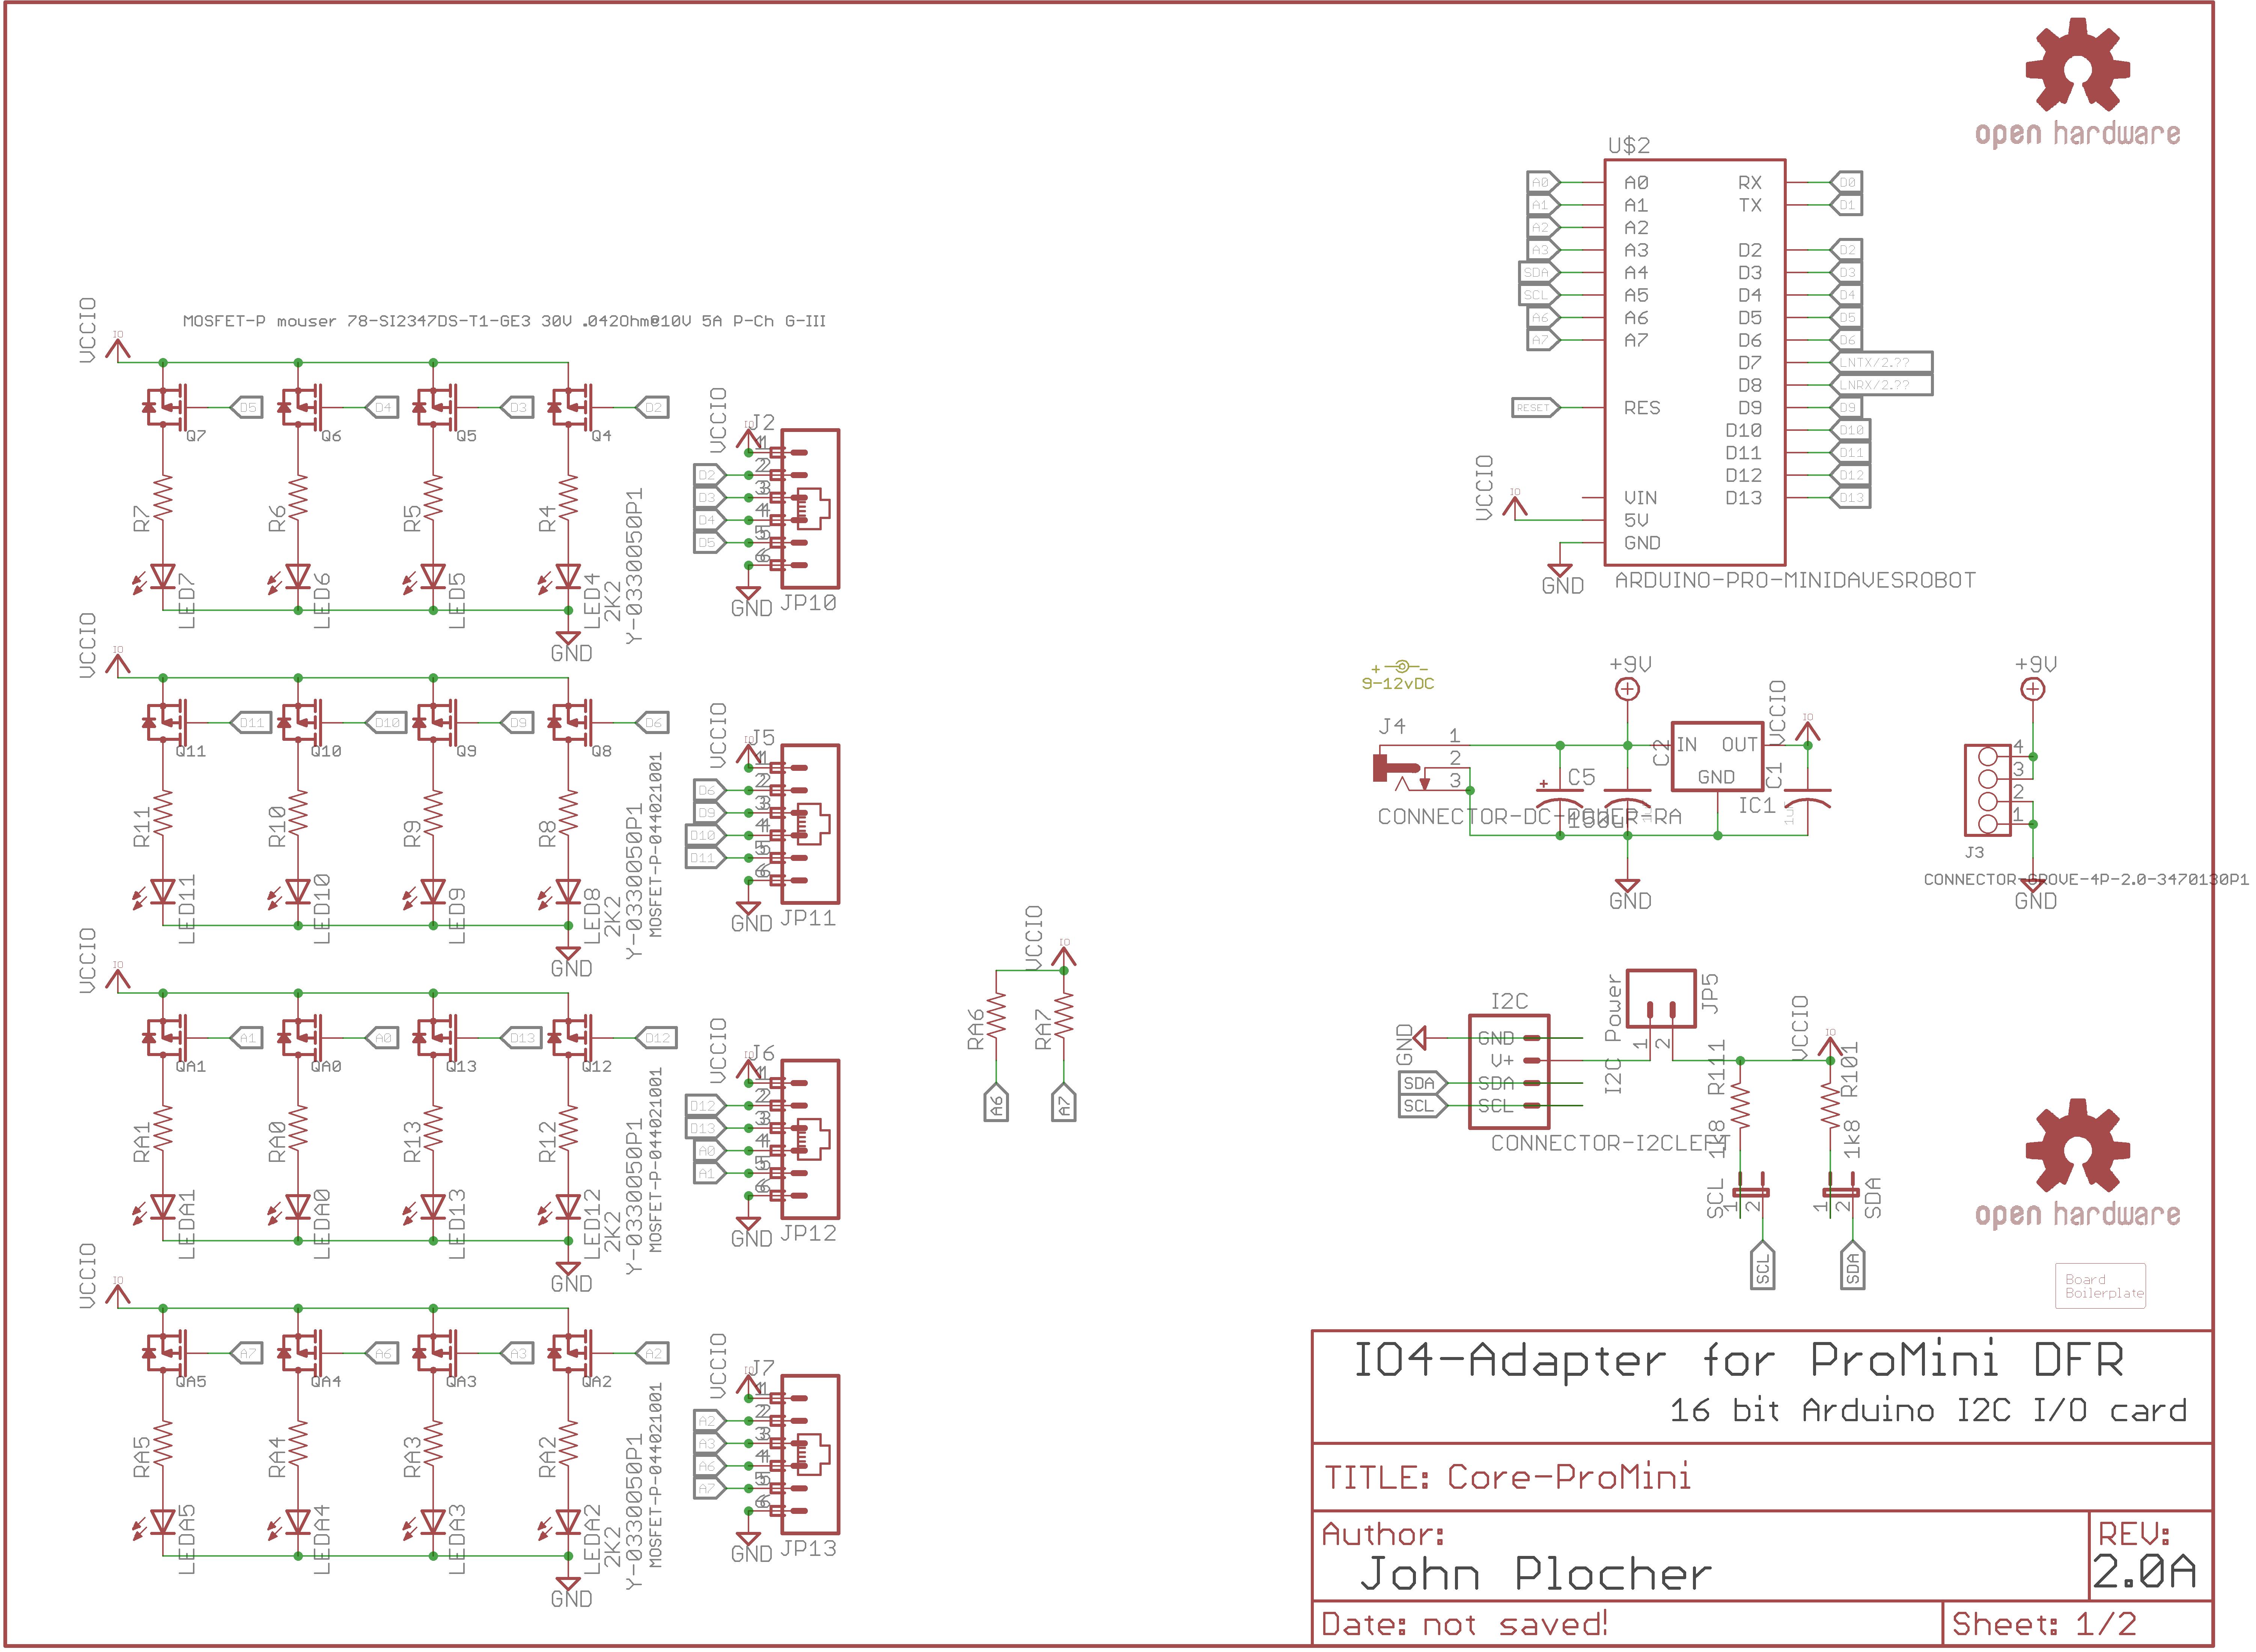 open hardware
MOSFET-P mouser 78-SI2347DS-T1-GE3 30V .042Ohm@10V 5A P-Ch G-III
VCCIO
IO
D5
D4
D3
D2
Q7
Q6
Q5
Q4
R7
R6
R5
R4
LED7
LED6
LED5
LED4
2K2
Y-0330050P1
GND
VCCIO
IO
J2
1
2
3
4
5
6
D2
D3
D4
D5
GND
JP10
VCCIO
IO
D11
D10
D9
D6
Q11
Q10
Q9
Q8
R11
R10
R9
R8
LED11
LED10
LED9
LED8
2K2
Y-0330050P1
MOSFET-P-044021001
GND
VCCIO
IO
J5
1
2
3
4
5
6
D6
D9
D10
D11
GND
JP11
VCCIO
IO
A1
A0
D13
D12
QA1
QA0
Q13
Q12
RA1
RA0
R13
R12
LEDA1
LEDA0
LED13
LED12
2K2
Y-0330050P1
MOSFET-P-044021001
GND
VCCIO
IO
J6
1
2
3
4
5
6
D12
D13
A0
A1
GND
JP12
VCCIO
IO
A7
A6
A3
A2
QA5
QA4
QA3
QA2
RA5
RA4
RA3
RA2
LEDA5
LEDA4
LEDA3
LEDA2
2K2
Y-0330050P1
MOSFET-P-044021001
GND
VCCIO
IO
J7
1
2
3
4
5
6
A2
A3
A6
A7
GND
JP13
VCCIO
IO
RA6
RA7
A6
A7
U$2
A0 A0 RX D0
A1 A1 TX D1
A2 A2
A3 A3 D2 D2
SDA A4 D3 D3
SCL A5 D4 D4
A6 A6 D5 D5
A7 A7 D6 D6
D7 LNTX/2.??
D8 LNRX/2.??
RESET RES D9 D9
D10 D10
D11 D11
D12 D12
VIN D13 D13
VCCIO
IO
5V
GND
GND
ARDUINO-PRO-MINIDAVESROBOT
+ -
9-12vDC
J4
1
2
3
CONNECTOR-DC-POWER-RA
+9V
C5
C2
IN OUT
GND
IC1
C1
1u
VCCIO
IO
GND
+9V
4
3
2
1
J3
CONNECTOR-GROVE-4P-2.0-3470130P1
GND
I2C
GND
GND
V+
SDA SDA
SCL SCL
CONNECTOR-I2CLEFT
I2C Power
JP5
1
2
VCCIO
IO
R111
1k8
R101
1k8
SCL
1
2
SDA
1
2
SCL
SDA
open hardware
Board
Boilerplate
IO4-Adapter for ProMini DFR
16 bit Arduino I2C I/O card
TITLE: Core-ProMini
Author:
John Plocher
REV:
2.0A
Date: not saved!
Sheet: 1/2